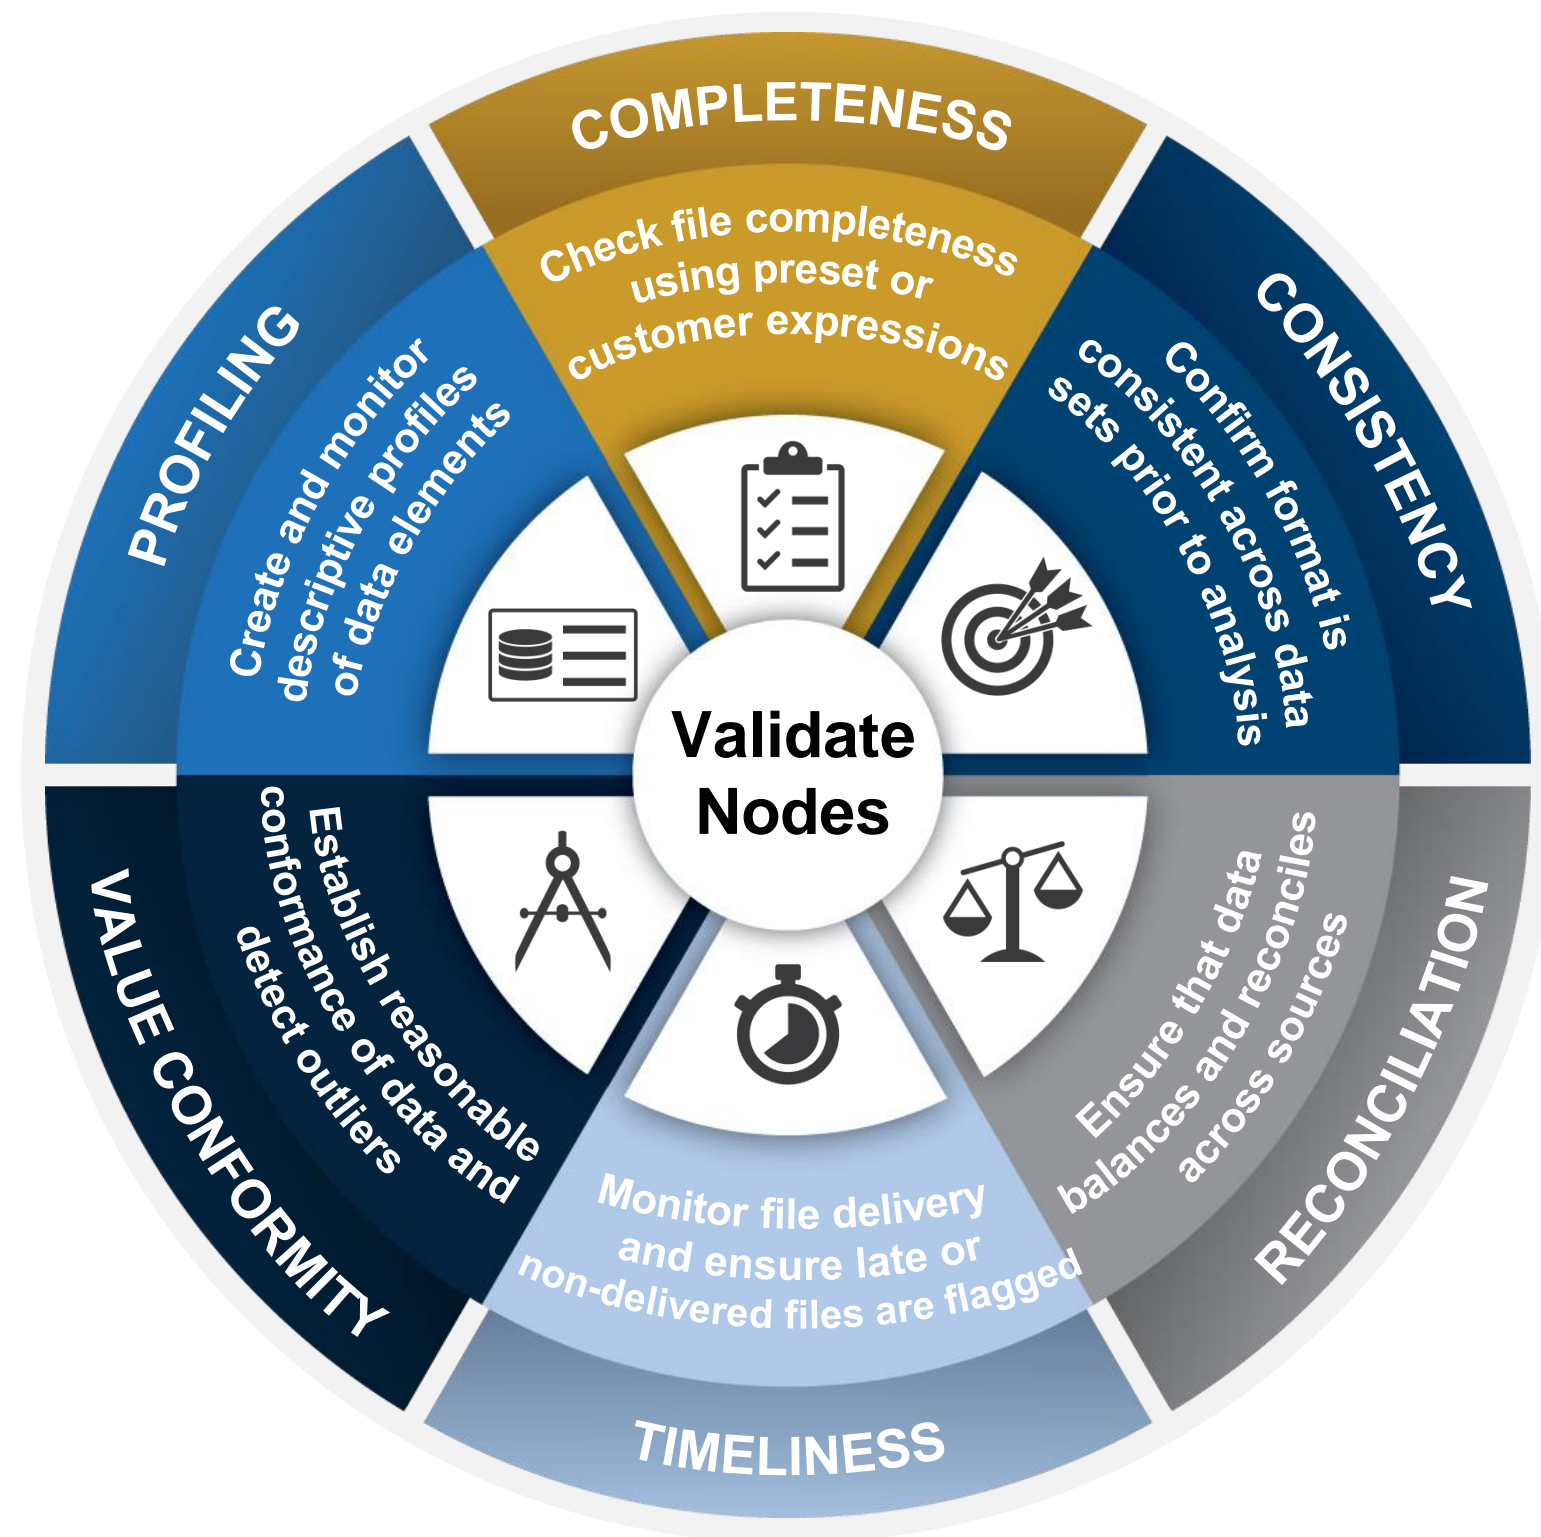 COMPLETENESS
Check file completeness
using preset or
customer expressions
CONSISTENCY
Confirm format is
consistent across data
sets prior to analysis
RECONCILIATION
Ensure that data
balances and reconciles
across sources
TIMELINESS
Monitor file delivery
and ensure late or
non-delivered files are flagged
VALUE CONFORMITY
Establish reasonable
conformance of data and
detect outliers
PROFILING
Create and monitor
descriptive profiles
of data elements
Validate
Nodes